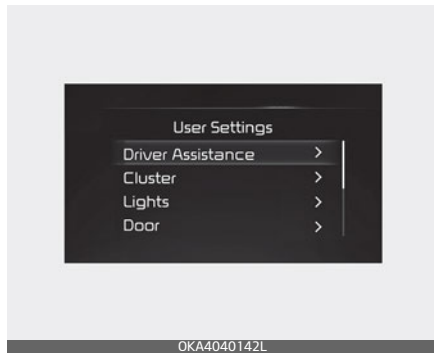 User Settings
Driver Assistance >
Cluster >
Lights >
Door >
OKA4040142L